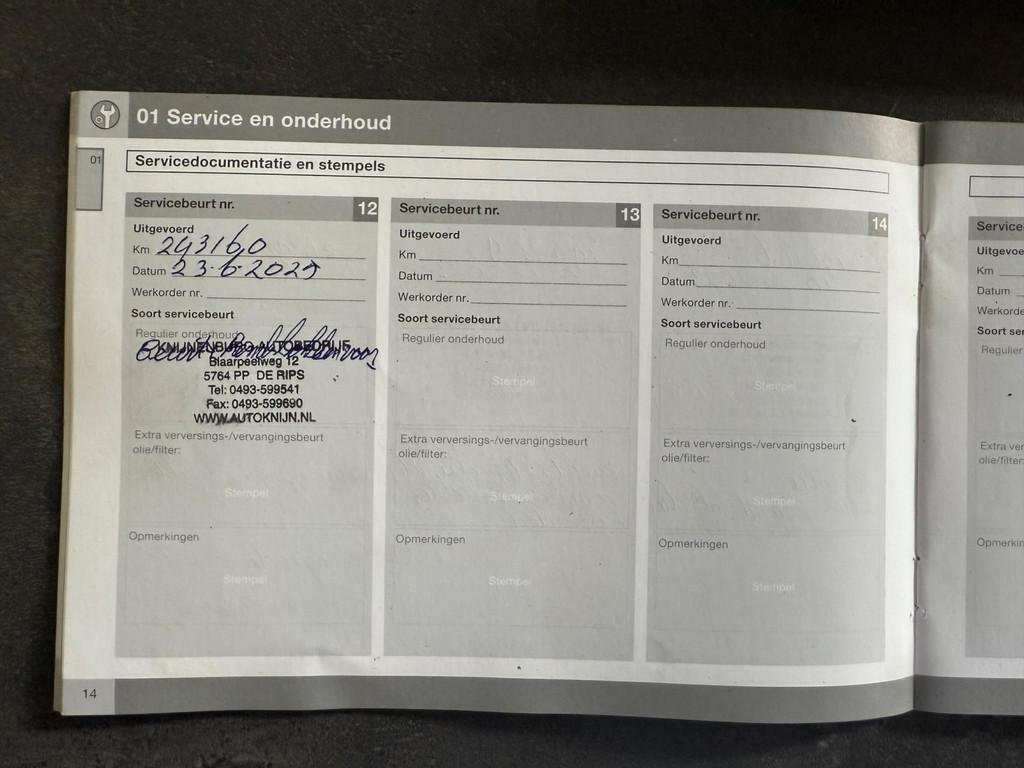 01 Service en onderhoud
01
Servicedocumentatie en stempels
Servicebeurt nr. 12
Uitgevoerd
Km 243160
Datum 23-6-2025
Werkorder nr.
Soort servicebeurt
Regulier onderhoud
KNIJNENBURG AUTOBEDRIJF
Blaarpeelweg 12
5764 PP DE RIPS
Tel: 0493-599541
Fax: 0493-599690
WWW.AUTOKNIJN.NL
Extra verversings-/vervangingsbeurt
olie/filter:
Stempel
Opmerkingen
Stempel
Servicebeurt nr. 13
Uitgevoerd
Km
Datum
Werkorder nr.
Soort servicebeurt
Regulier onderhoud
Stempel
Extra verversings-/vervangingsbeurt
olie/filter:
Stempel
Opmerkingen
Stempel
Servicebeurt nr. 14
Uitgevoerd
Km
Datum
Werkorder nr.
Soort servicebeurt
Regulier onderhoud
Stempel
Extra verversings-/vervangingsbeurt
olie/filter:
Stempel
Opmerkingen
Stempel
14
Service
Uitgevoe
Km
Datum
Werkorde
Soort se
Regulier
Extra ve
olie/filter
Opmerkin